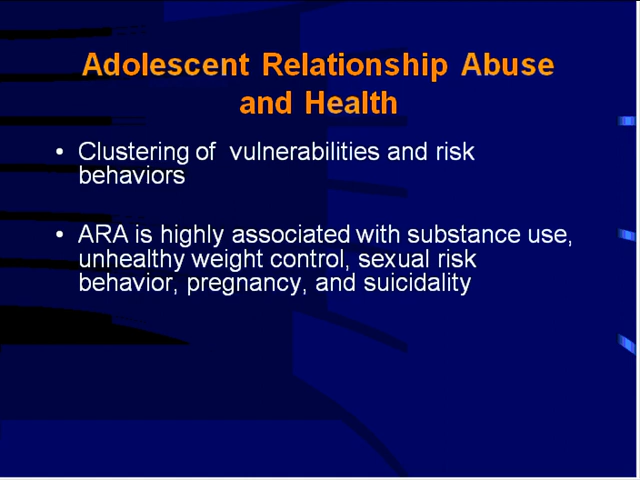 Adolescent Relationship Abuse
and Health
• Clustering of vulnerabilities and risk
behaviors
• ARA is highly associated with substance use,
unhealthy weight control, sexual risk
behavior, pregnancy, and suicidality